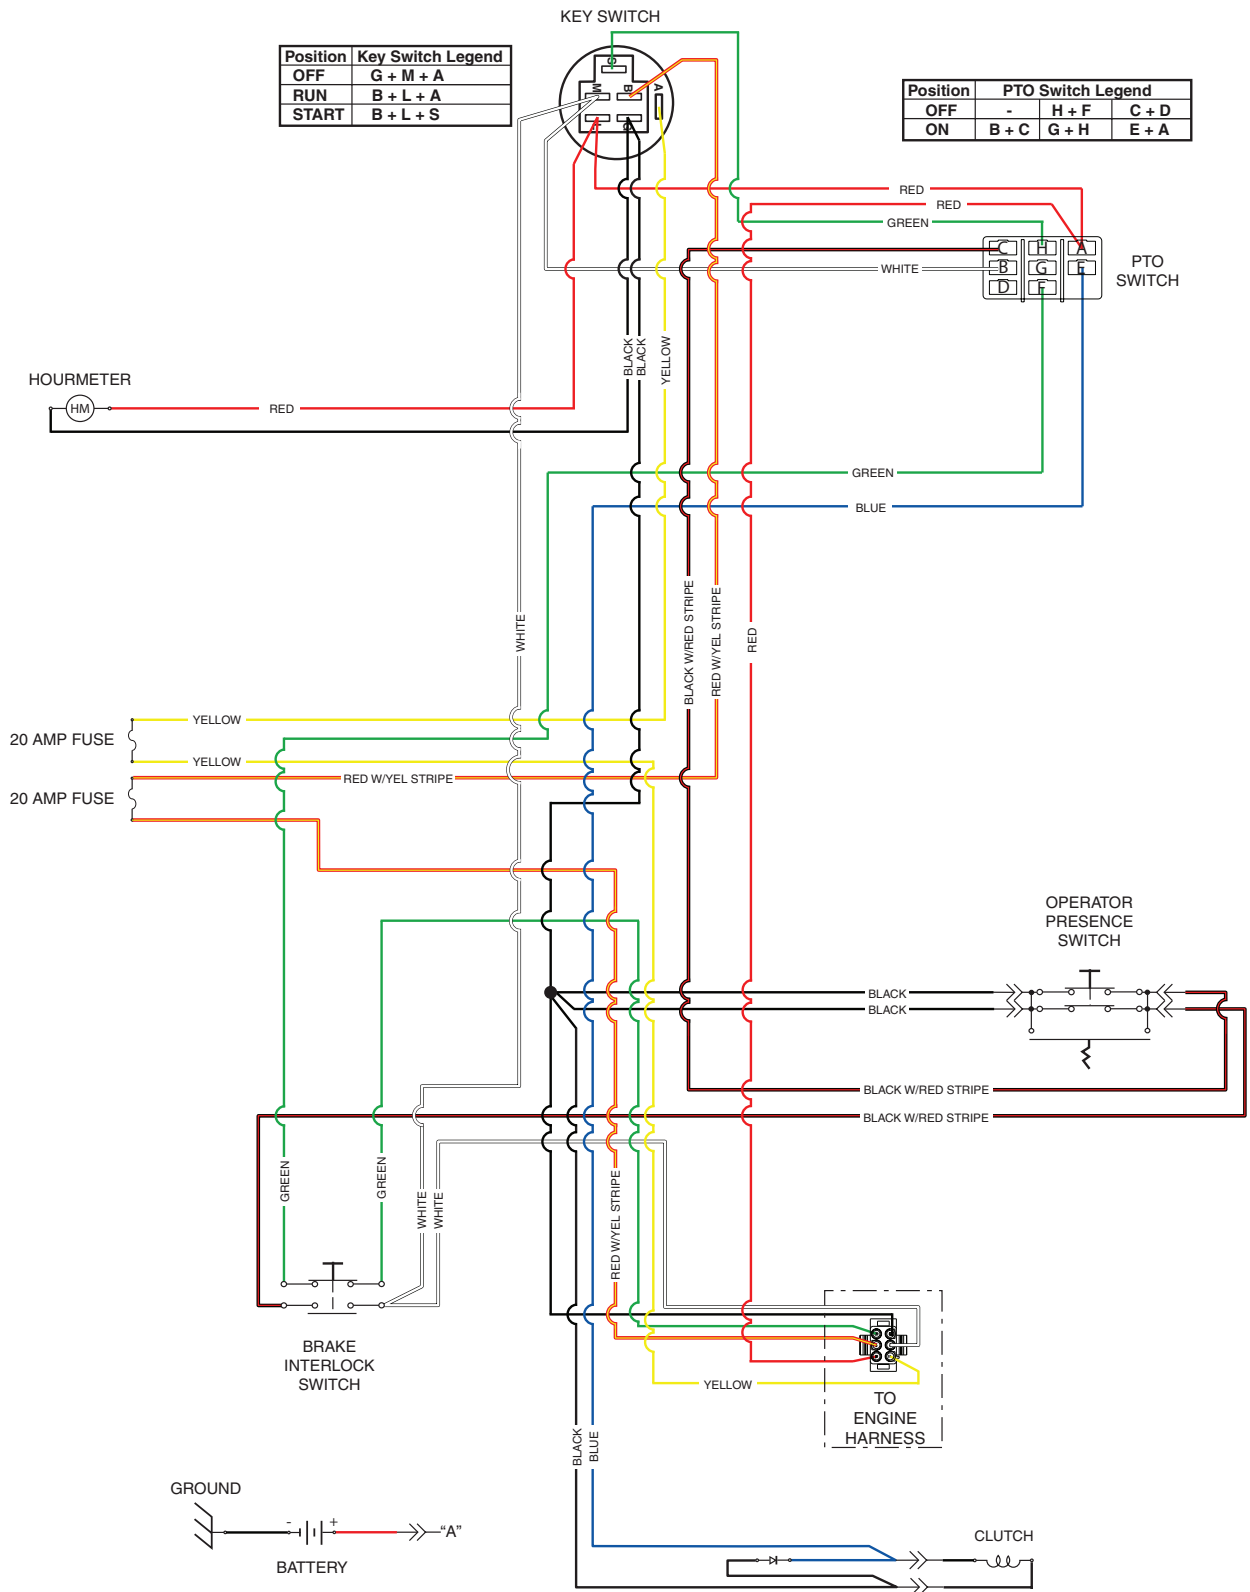 KEY SWITCH
Position Key Switch Legend
OFF G + M + A
RUN B + L + A
START B + L + S
Position PTO Switch Legend
OFF - H + F C + D
ON B + C G + H E + A
S
M B A
L G
RED
RED
GREEN
C H A
WHITE
B G E
D F
PTO
SWITCH
BLACK
BLACK
YELLOW
HOURMETER
HM
RED
GREEN
BLUE
WHITE
BLACK W/RED STRIPE
RED W/YEL STRIPE
RED
YELLOW
20 AMP FUSE
YELLOW
RED W/YEL STRIPE
20 AMP FUSE
OPERATOR
PRESENCE
SWITCH
BLACK
BLACK
BLACK W/RED STRIPE
BLACK W/RED STRIPE
GREEN
GREEN
WHITE
WHITE
RED W/YEL STRIPE
BRAKE
INTERLOCK
SWITCH
YELLOW
TO
ENGINE
HARNESS
BLACK
BLUE
GROUND
- +
"A"
BATTERY
CLUTCH